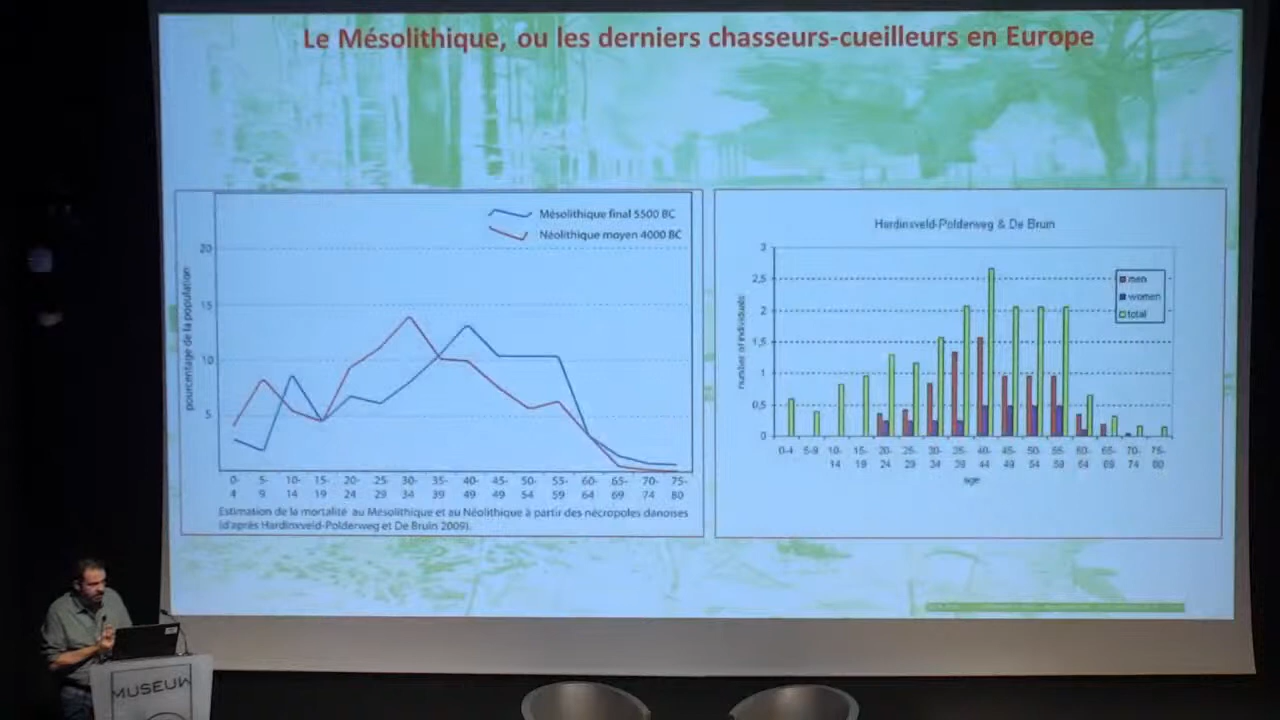 Le Mésolithique, ou les derniers chasseurs-cueilleurs en Europe
Mésolithique final 5500 BC
Néolithique moyen 4000 BC
pourcentage de la population
20
15
10
5
0- 5- 10- 15- 20- 25- 30- 35- 40- 45- 50- 55- 60- 65- 70- 75-
4 9 14 19 24 29 34 39 49 49 54 59 64 69 74 80
Estimation de la mortalité au Mésolithique et au Néolithique à partir des nécropoles danoises
(d'après Hardinxveld-Polderweg et De Bruin 2009).
Hardinxveld-Polderweg & De Bruin
number of individuals
3
2,5
2
1,5
1
0,5
0
men
women
total
0-4 5-9 10- 15- 20- 25- 30- 35- 40- 45- 50- 55- 60- 65- 70- 75-
14 19 24 29 34 39 44 49 54 59 64 69 74 80
age
MUSEUM